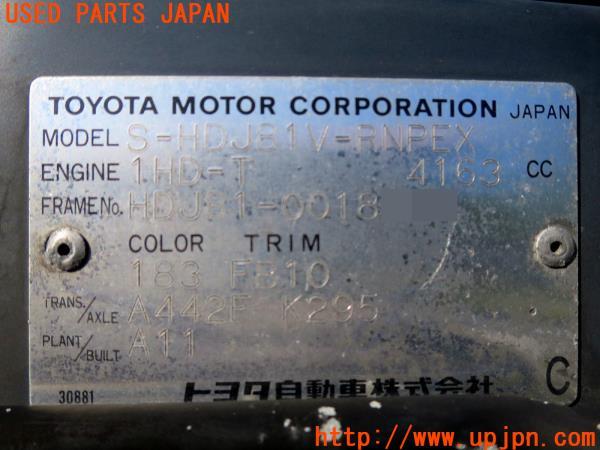 USED PARTS JAPAN
TOYOTA MOTOR CORPORATION JAPAN
MODEL S-HDJ81V-RNPEX
ENGINE 1HD-T 4163 CC
FRAME No. HDJ81-0018
COLOR TRIM
183 FB10
TRANS./AXLE A442F K295
PLANT/BUILT A11
30881 トヨタ自動車株式会社 C
http://www.upjpn.com